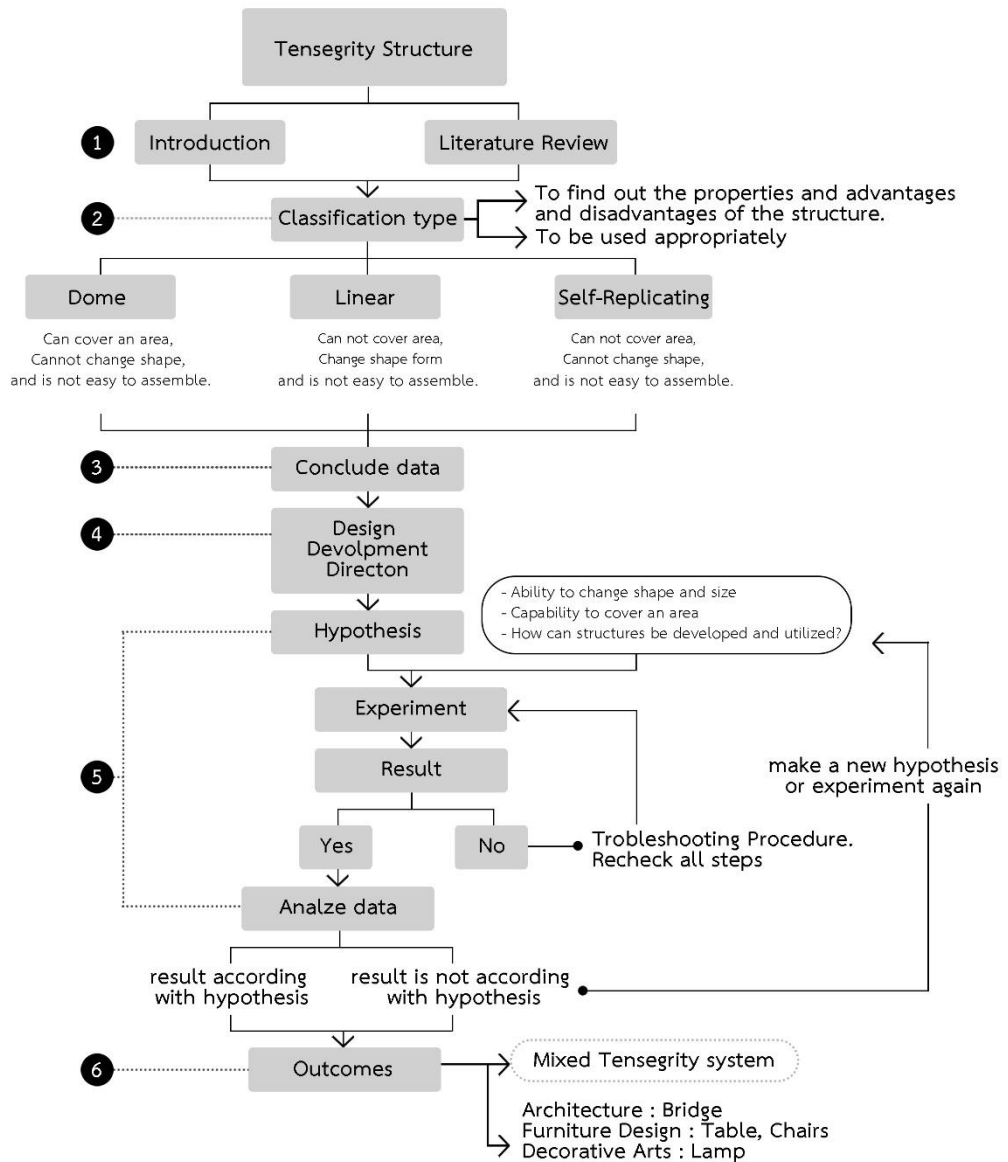 Tensegrity Structure
1
Introduction
Literature Review
2
Classification type
To find out the properties and advantages
and disadvantages of the structure.
To be used appropriately
Dome
Can cover an area,
Cannot change shape,
and is not easy to assemble.
Linear
Can not cover area,
Change shape form
and is not easy to assemble.
Self-Replicating
Can not cover area,
Cannot change shape,
and is not easy to assemble.
3
Conclude data
4
Design
Devolpment
Directon
- Ability to change shape and size
- Capability to cover an area
- How can structures be developed and utilized?
Hypothesis
Experiment
5
Result
make a new hypothesis
or experiment again
Yes
No
Trobleshooting Procedure.
Recheck all steps
Analze data
result according
with hypothesis
result is not according
with hypothesis
6
Outcomes
Mixed Tensegrity system
Architecture : Bridge
Furniture Design : Table, Chairs
Decorative Arts : Lamp